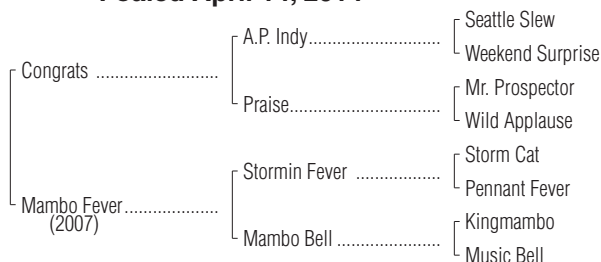 Seattle Slew
A.P. Indy
Weekend Surprise
Congrats
Mr. Prospector
Praise
Wild Applause
Storm Cat
Stormin Fever
Pennant Fever
Mambo Fever
(2007)
Kingmambo
Mambo Bell
Music Bell